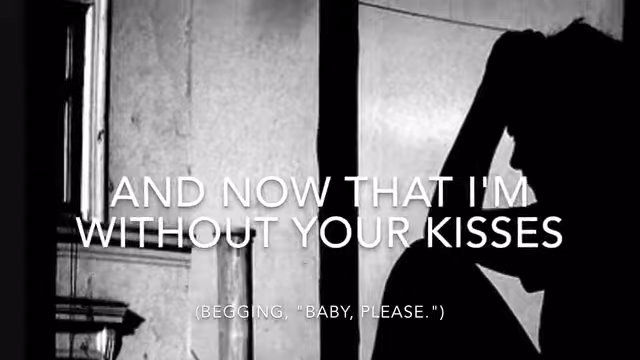 AND NOW THAT I'M
WITHOUT YOUR KISSES
(BEGGING, "BABY, PLEASE.")